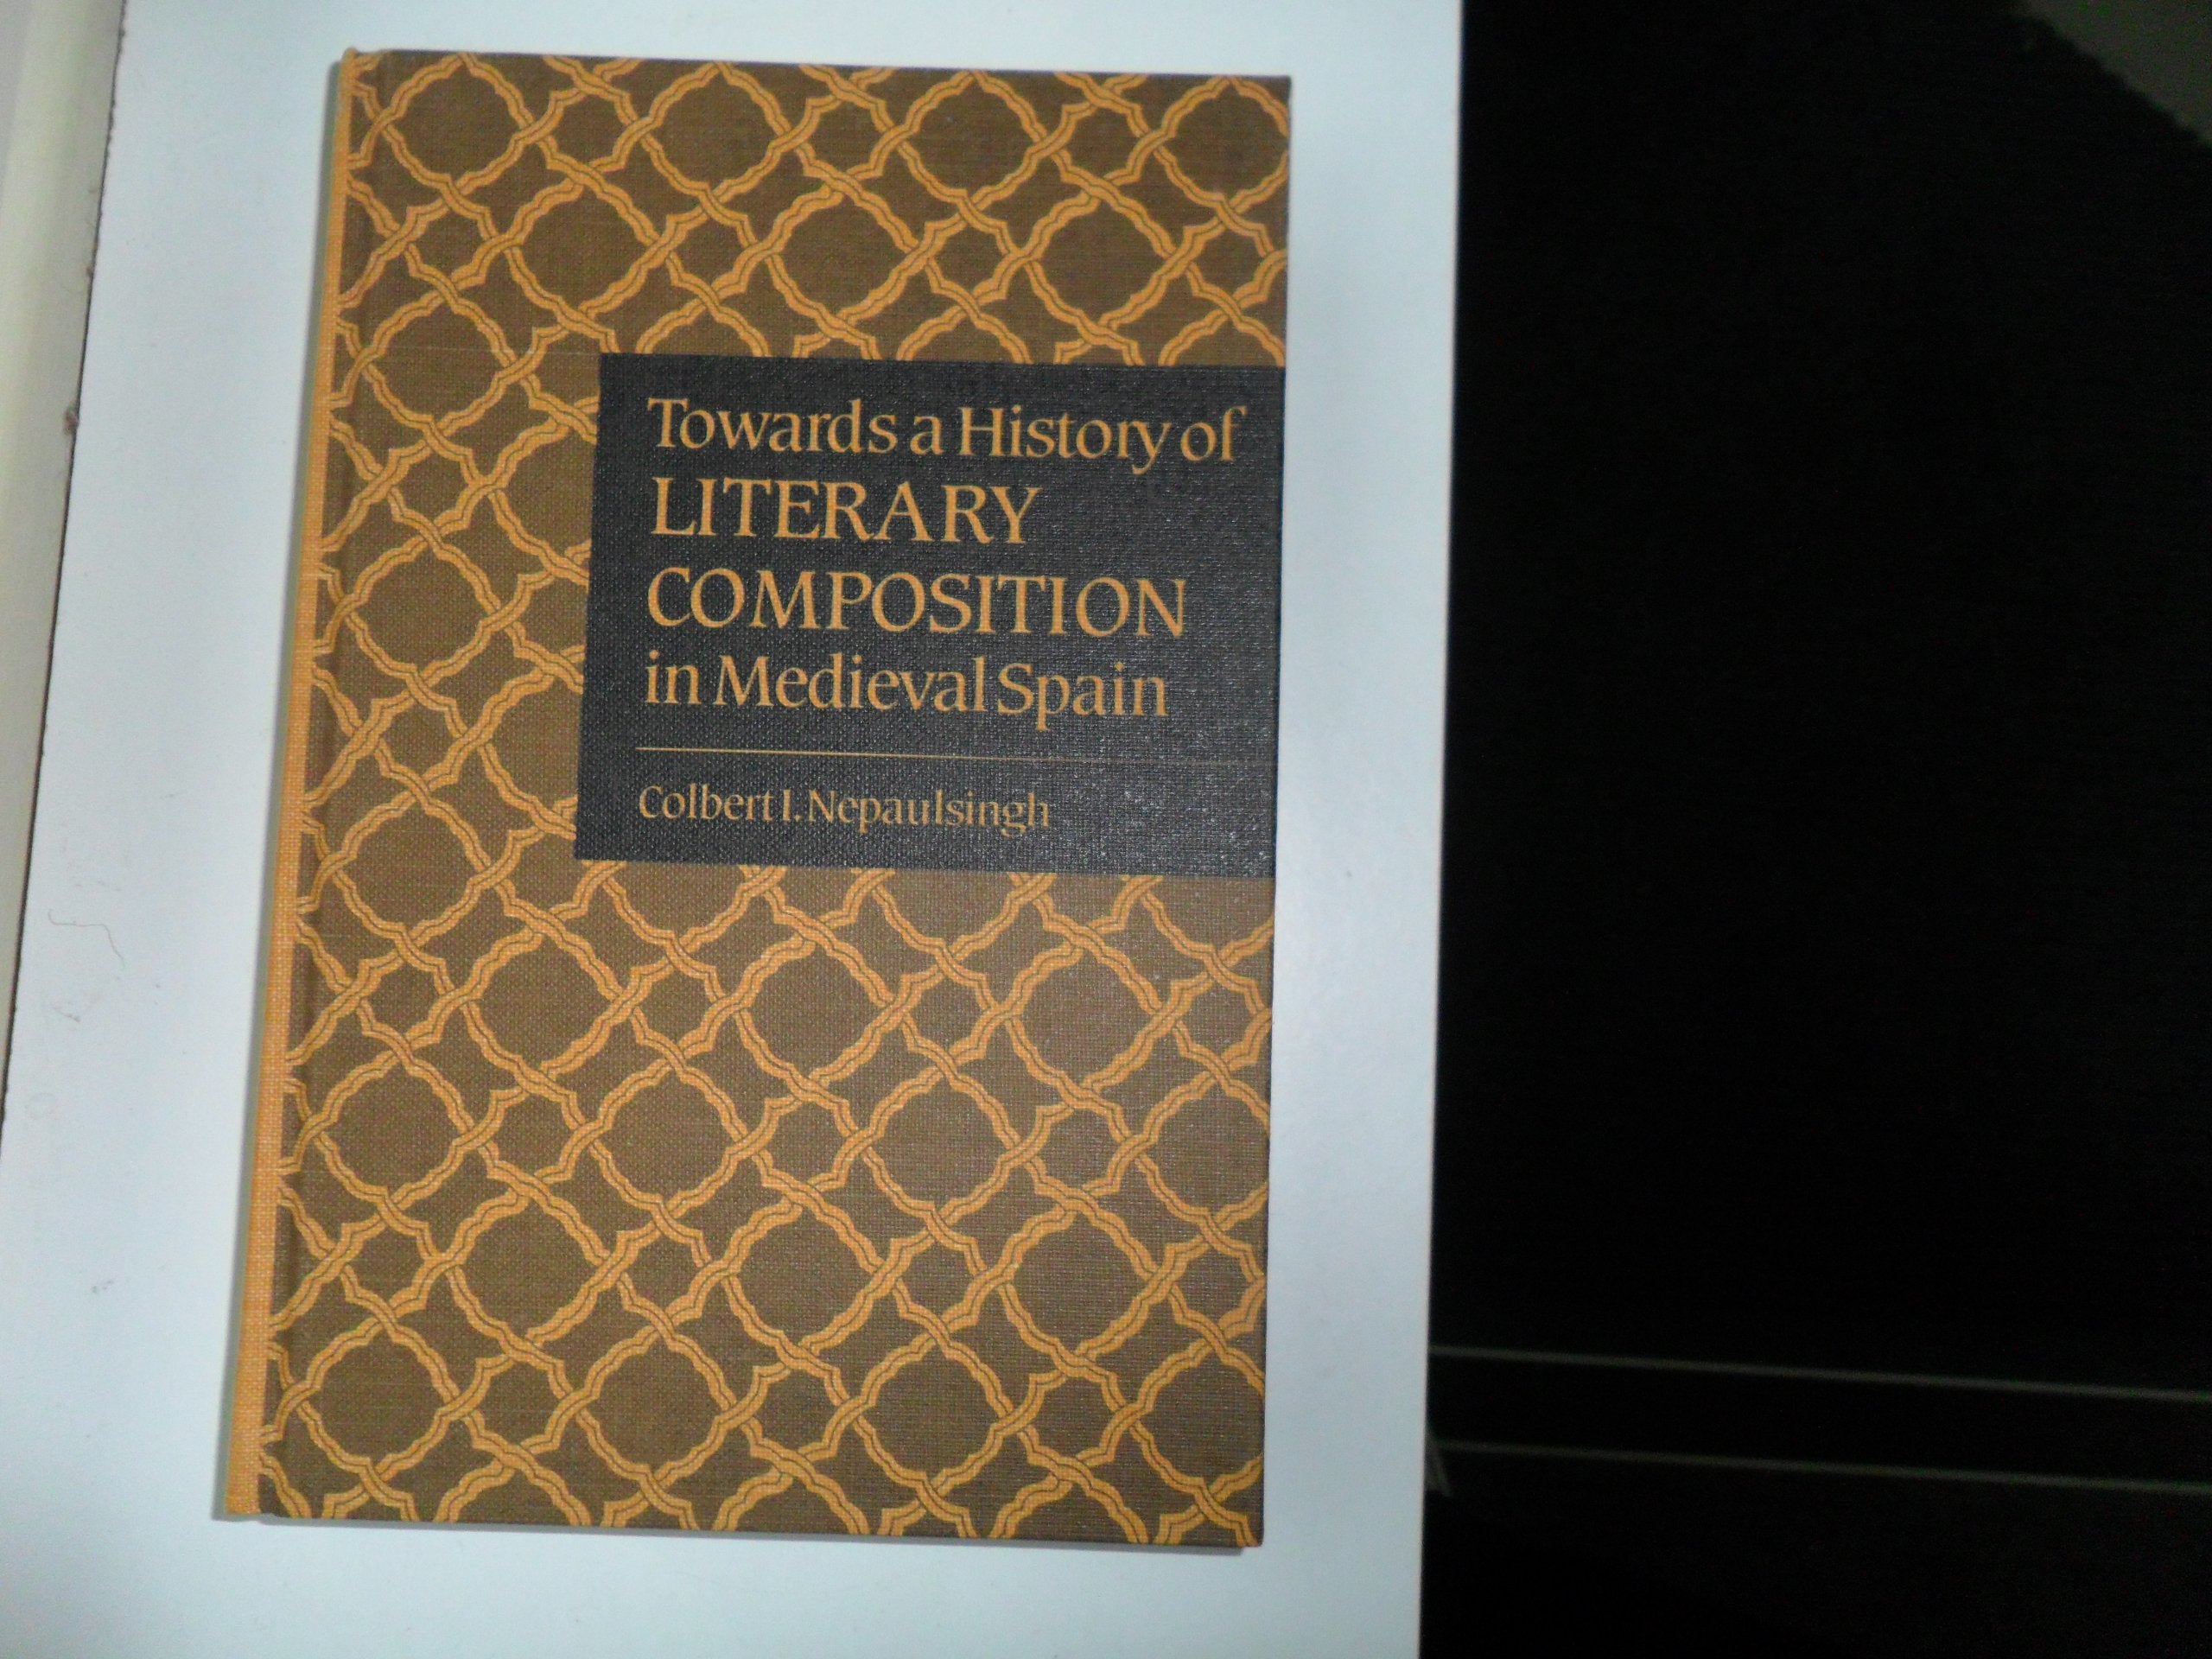 Towards a History of
LITERARY
COMPOSITION
in Medieval Spain
Colbert I. Nepaulsingh